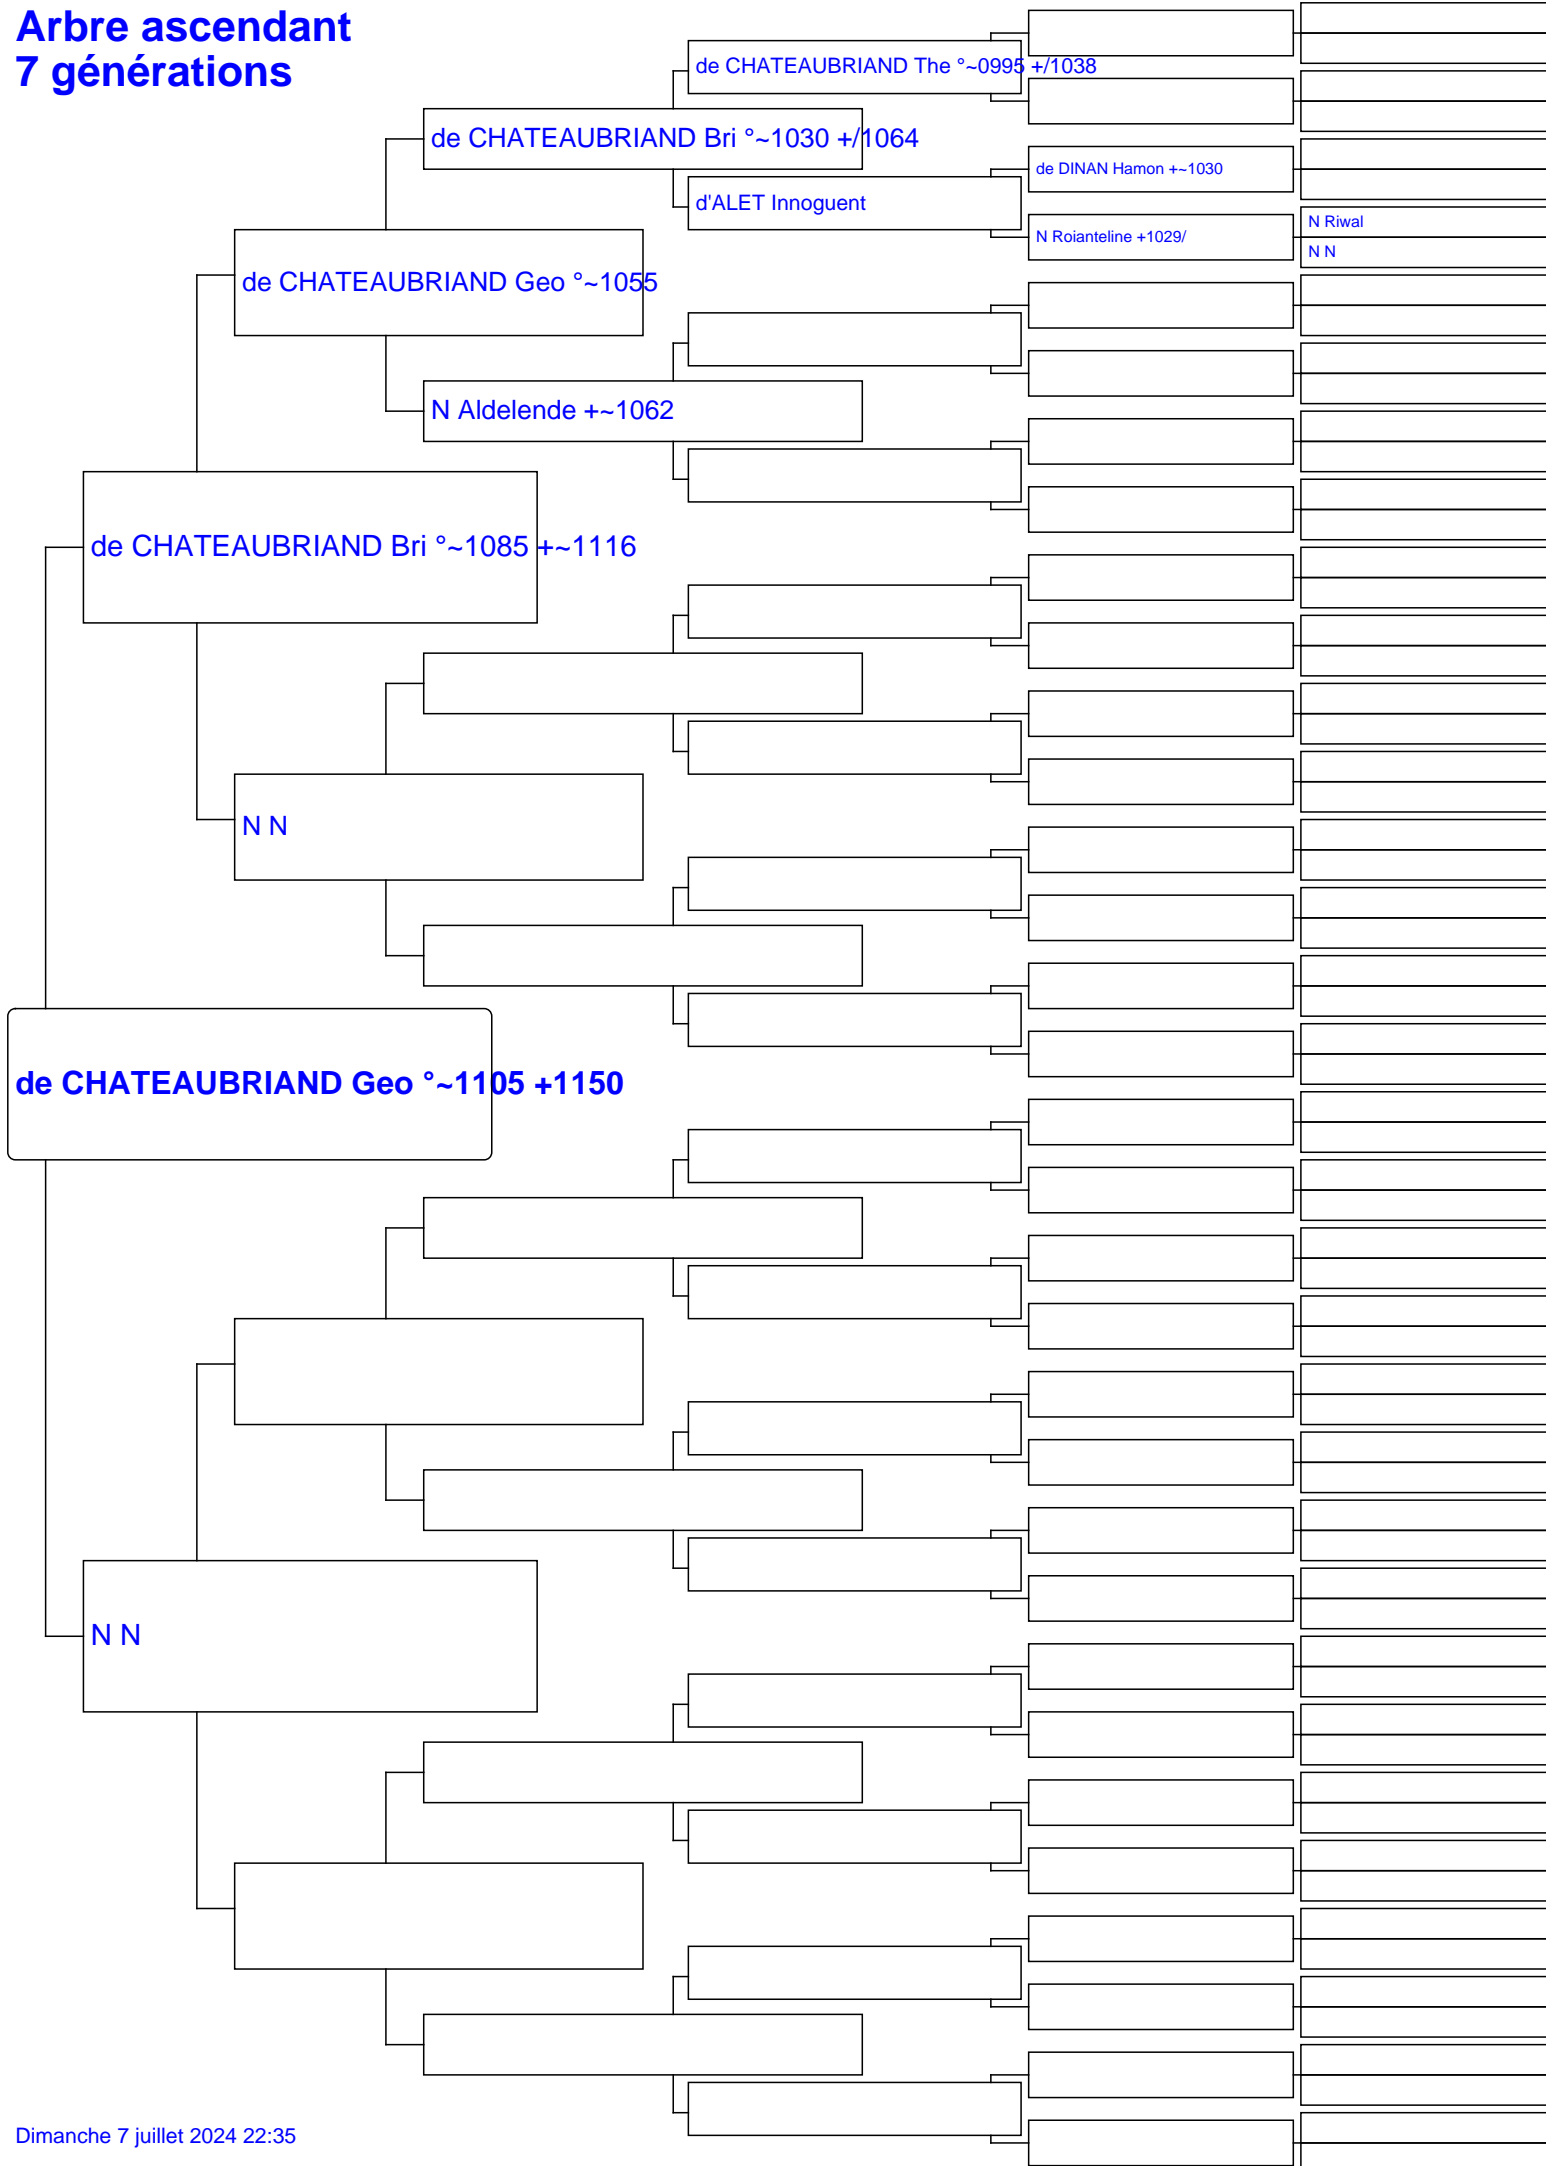 Arbre ascendant
7 générations
de CHATEAUBRIAND The °~0995 +/1038
de CHATEAUBRIAND Bri °~1030 +/1064
de DINAN Hamon +~1030
d'ALET Innoguent
N Riwal
N Roianteline +1029/
N N
de CHATEAUBRIAND Geo °~1055
N Aldelende +~1062
de CHATEAUBRIAND Bri °~1085 +~1116
N N
de CHATEAUBRIAND Geo °~1105 +1150
N N
Dimanche 7 juillet 2024 22:35